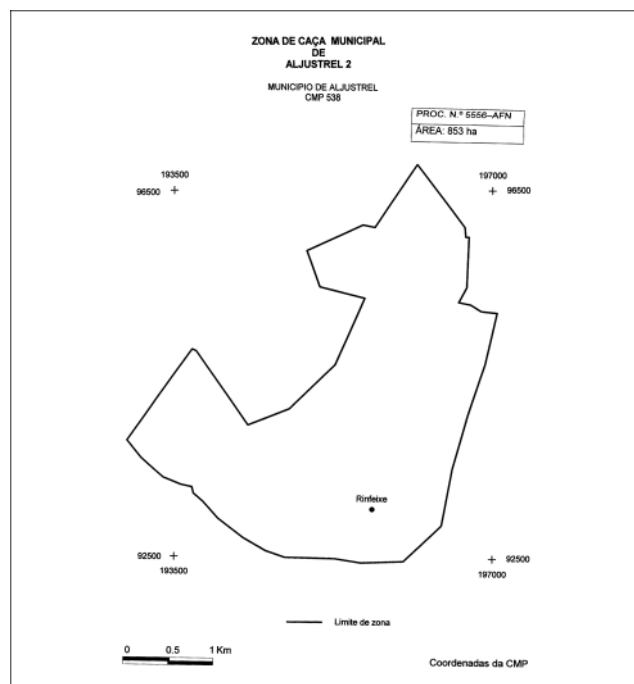 ZONA DE CAÇA MUNICIPAL
DE
ALJUSTREL 2
MUNICIPIO DE ALJUSTREL
CMP 538
PROC. N.º 5556–AFN
ÁREA: 853 ha
193500
96500
197000
96500
Rinfeixe
92500
193500
92500
197000
Limite de zona
0 0.5 1 Km
Coordenadas da CMP